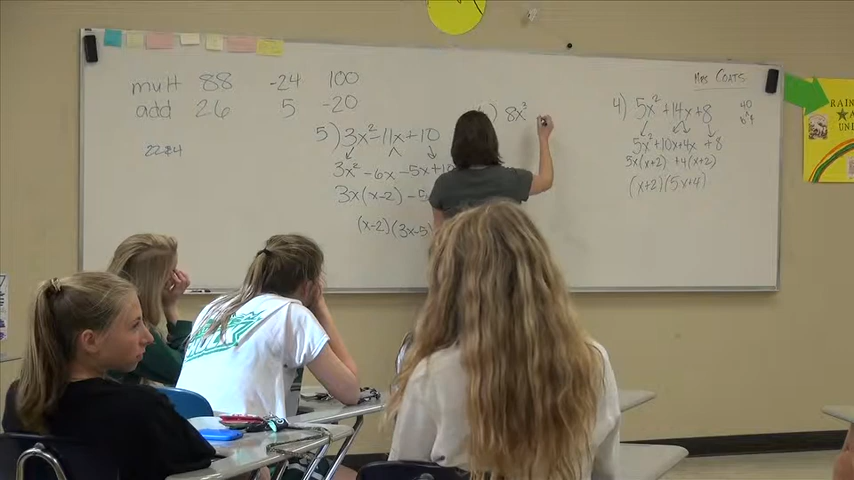 Mrs Coats
mult 88 -24 100
add 26 5 -20
22 4
5) 3x²-11x+10
3x²-6x-5x+10
3x(x-2) -5
(x-2)(3x-5)
) 8x³
4) 5x²+14x+8
5x²+10x+4x+8
5x(x+2) +4(x+2)
(x+2)(5x+4)
40
RAIN